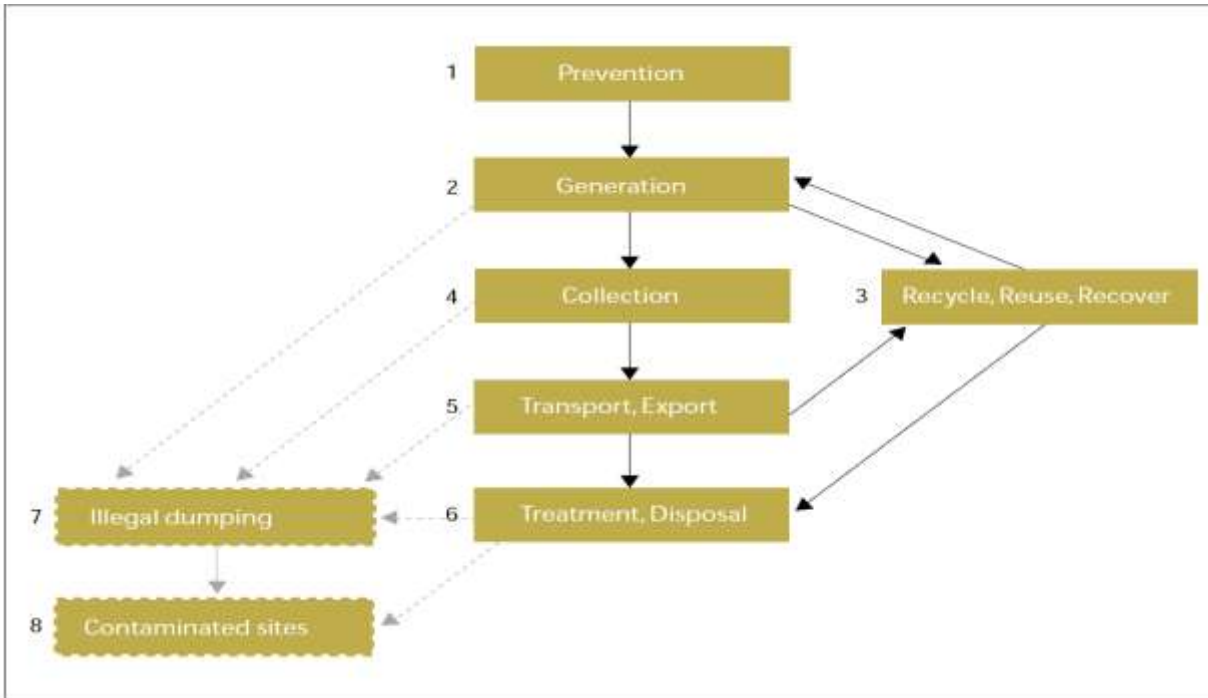 1 Prevention
2 Generation
4 Collection
3 Recycle, Reuse, Recover
5 Transport, Export
7 Illegal dumping
6 Treatment, Disposal
8 Contaminated sites